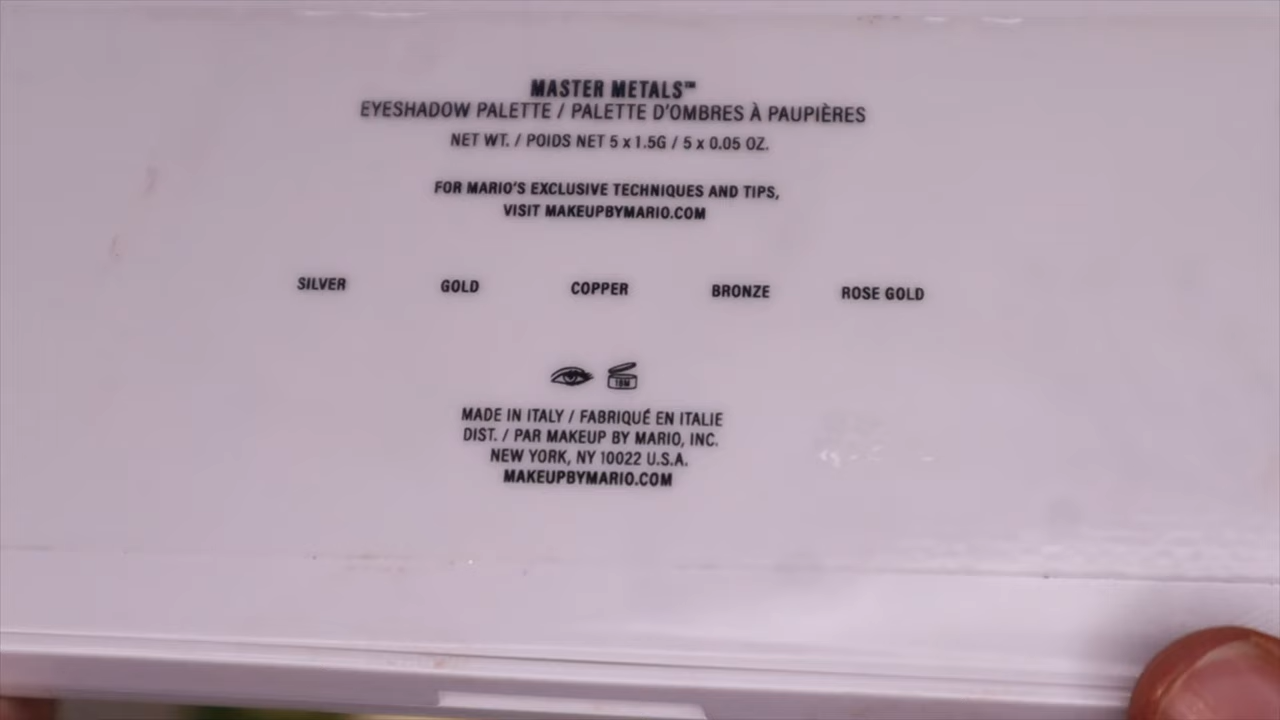 MASTER METALS™
EYESHADOW PALETTE / PALETTE D'OMBRES À PAUPIÈRES
NET WT. / POIDS NET 5 x 1.5G / 5 x 0.05 OZ.
FOR MARIO'S EXCLUSIVE TECHNIQUES AND TIPS,
VISIT MAKEUPBYMARIO.COM
SILVER GOLD COPPER BRONZE ROSE GOLD
18M
MADE IN ITALY / FABRIQUÉ EN ITALIE
DIST. / PAR MAKEUP BY MARIO, INC.
NEW YORK, NY 10022 U.S.A.
MAKEUPBYMARIO.COM